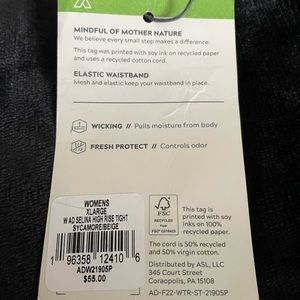 MINDFUL OF MOTHER NATURE
We believe every small step makes a difference.
This tag was printed with soy ink on recycled paper
and uses a recycled cotton cord.
ELASTIC WAISTBAND
Mesh and elastic keep your waistband in place.
WICKING // Pulls moisture from body
FRESH PROTECT // Controls odor
WOMENS
XLARGE
W AD SELINA HIGH RISE TIGHT
SYCAMORE/BEIGE
1 96358 12410 6
ADW21905P
$55.00
FSC
RECYCLED
This tag is
printed with soy
inks on 100%
recycled paper.
The cord is 50% recycled
and 50% virgin cotton.
Distributed by ASL, LLC
345 Court Street
Coraopolis, PA 15108
AD-F22-WTR-ST-21905P